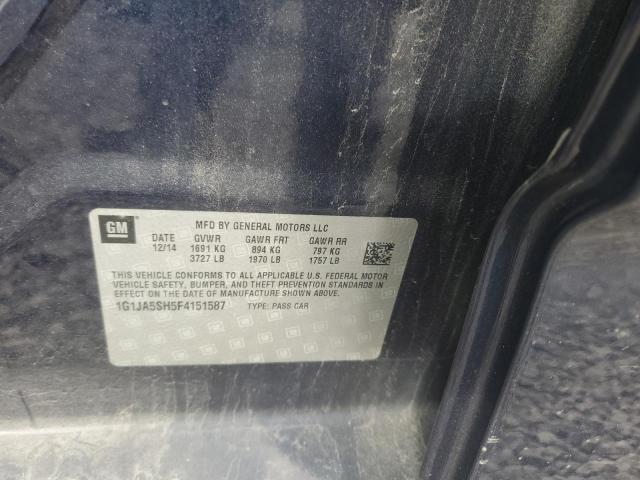 GM
MFD BY GENERAL MOTORS LLC
DATE GVWR GAWR FRT GAWR RR
12/14 1691 KG 894 KG 797 KG
3727 LB 1970 LB 1757 LB
THIS VEHICLE CONFORMS TO ALL APPLICABLE U.S. FEDERAL MOTOR
VEHICLE SAFETY, BUMPER, AND THEFT PREVENTION STANDARDS
IN EFFECT ON THE DATE OF MANUFACTURE SHOWN ABOVE.
1G1JA5SH5F4151587 TYPE: PASS CAR